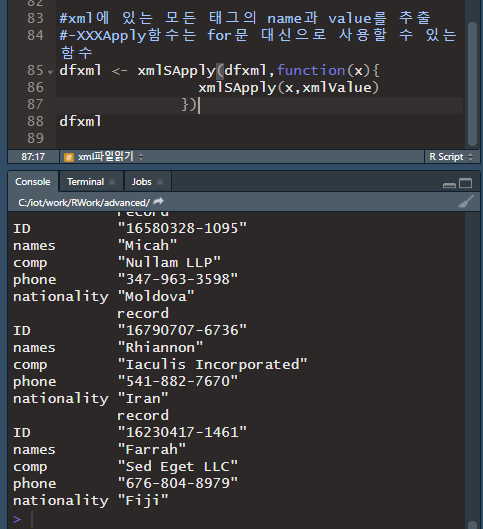 82
83 #xml에 있는 모든 태그의 name과 value를 추출
84 #-XXXApply함수는 for문 대신으로 사용할 수 있는
함수
85 dfxml <- xmlSApply(dfxml,function(x){
86 xmlSApply(x,xmlValue)
87 })
88 dfxml
89
87:17 xml파일읽기 R Script
Console Terminal Jobs
C:/iot/work/RWork/advanced/
record
ID "16580328-1095"
names "Micah"
comp "Nullam LLP"
phone "347-963-3598"
nationality "Moldova"
record
ID "16790707-6736"
names "Rhiannon"
comp "Iaculis Incorporated"
phone "541-882-7670"
nationality "Iran"
record
ID "16230417-1461"
names "Farrah"
comp "Sed Eget LLC"
phone "676-804-8979"
nationality "Fiji"
>